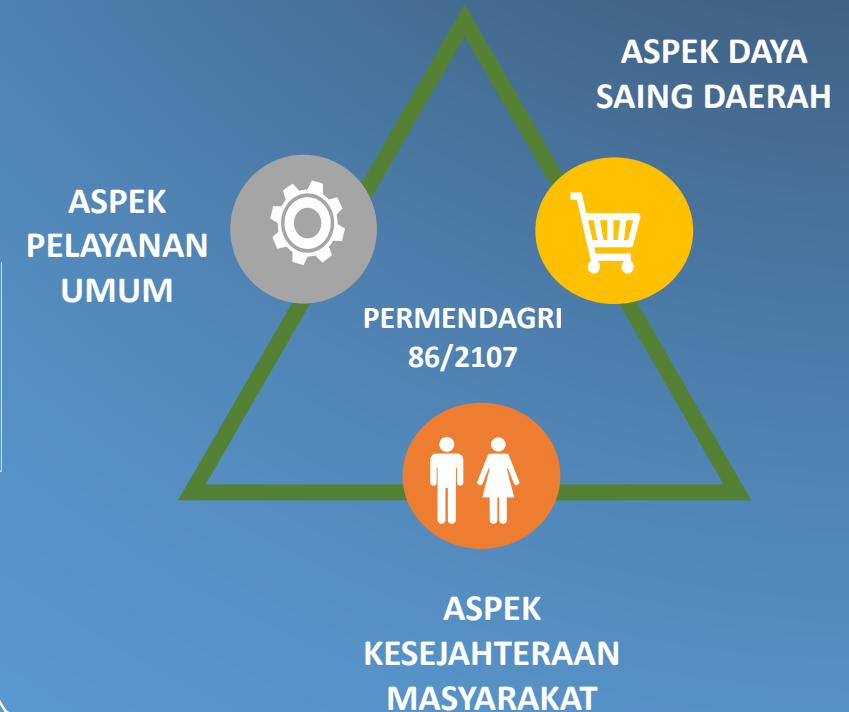 ASPEK DAYA
SAING DAERAH
ASPEK
PELAYANAN
UMUM
PERMENDAGRI
86/2107
ASPEK
KESEJAHTERAAN
MASYARAKAT